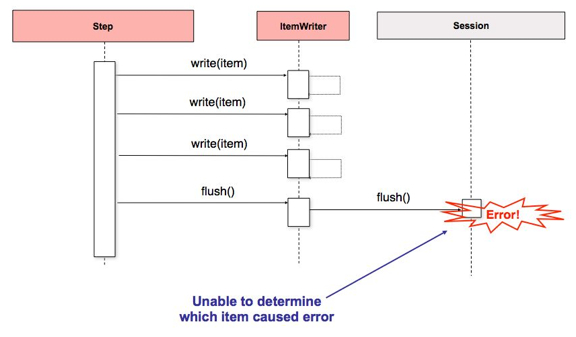 Step
ItemWriter
Session
write(item)
write(item)
write(item)
flush()
flush()
Error!
Unable to determine
which item caused error